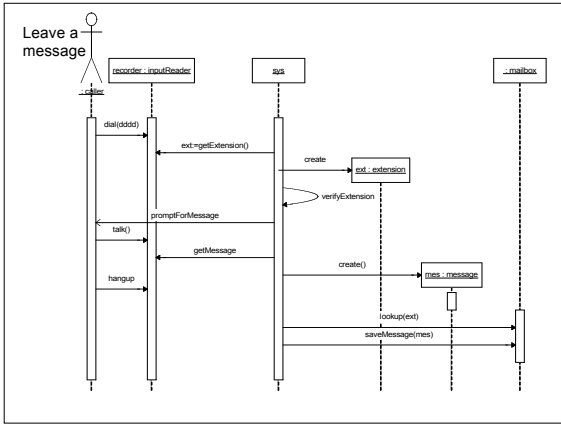 Leave a
message
recorder : inputReader
sys
: mailbox
: caller
dial(dddd)
ext:=getExtension()
create
ext : extension
verifyExtension
promptForMessage
talk()
getMessage
create()
mes : message
hangup
lookup(ext)
saveMessage(mes)